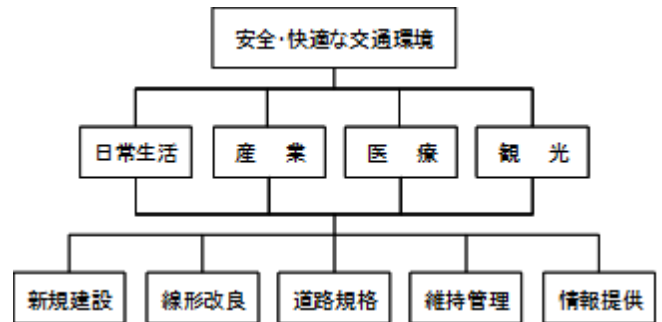 安全・快適な交通環境
日常生活
産業
医療
観光
新規建設
線形改良
道路規格
維持管理
情報提供